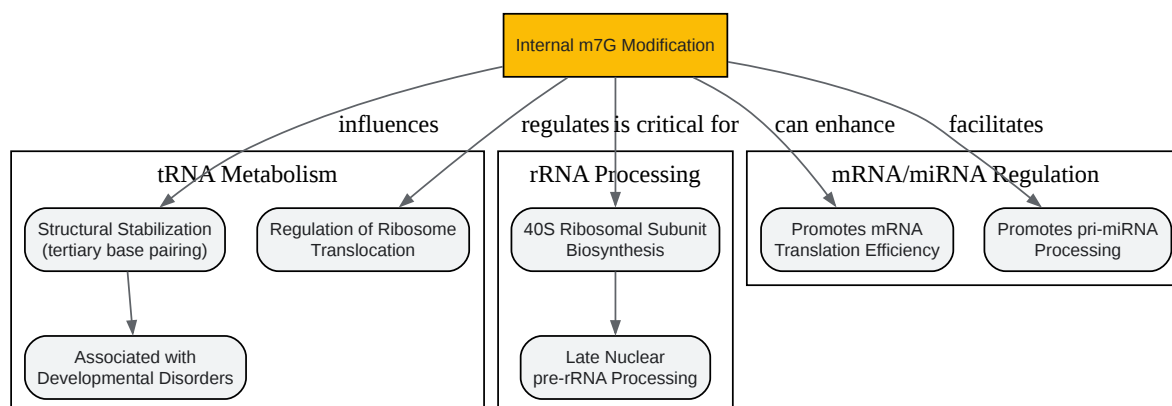 Internal m7G Modification
influences
regulates
is critical for
can enhance
facilitates
tRNA Metabolism
rRNA Processing
mRNA/miRNA Regulation
Structural Stabilization
(tertiary base pairing)
Regulation of Ribosome
Translocation
40S Ribosomal Subunit
Biosynthesis
Promotes mRNA
Translation Efficiency
Promotes pri-miRNA
Processing
Associated with
Developmental Disorders
Late Nuclear
pre-rRNA Processing